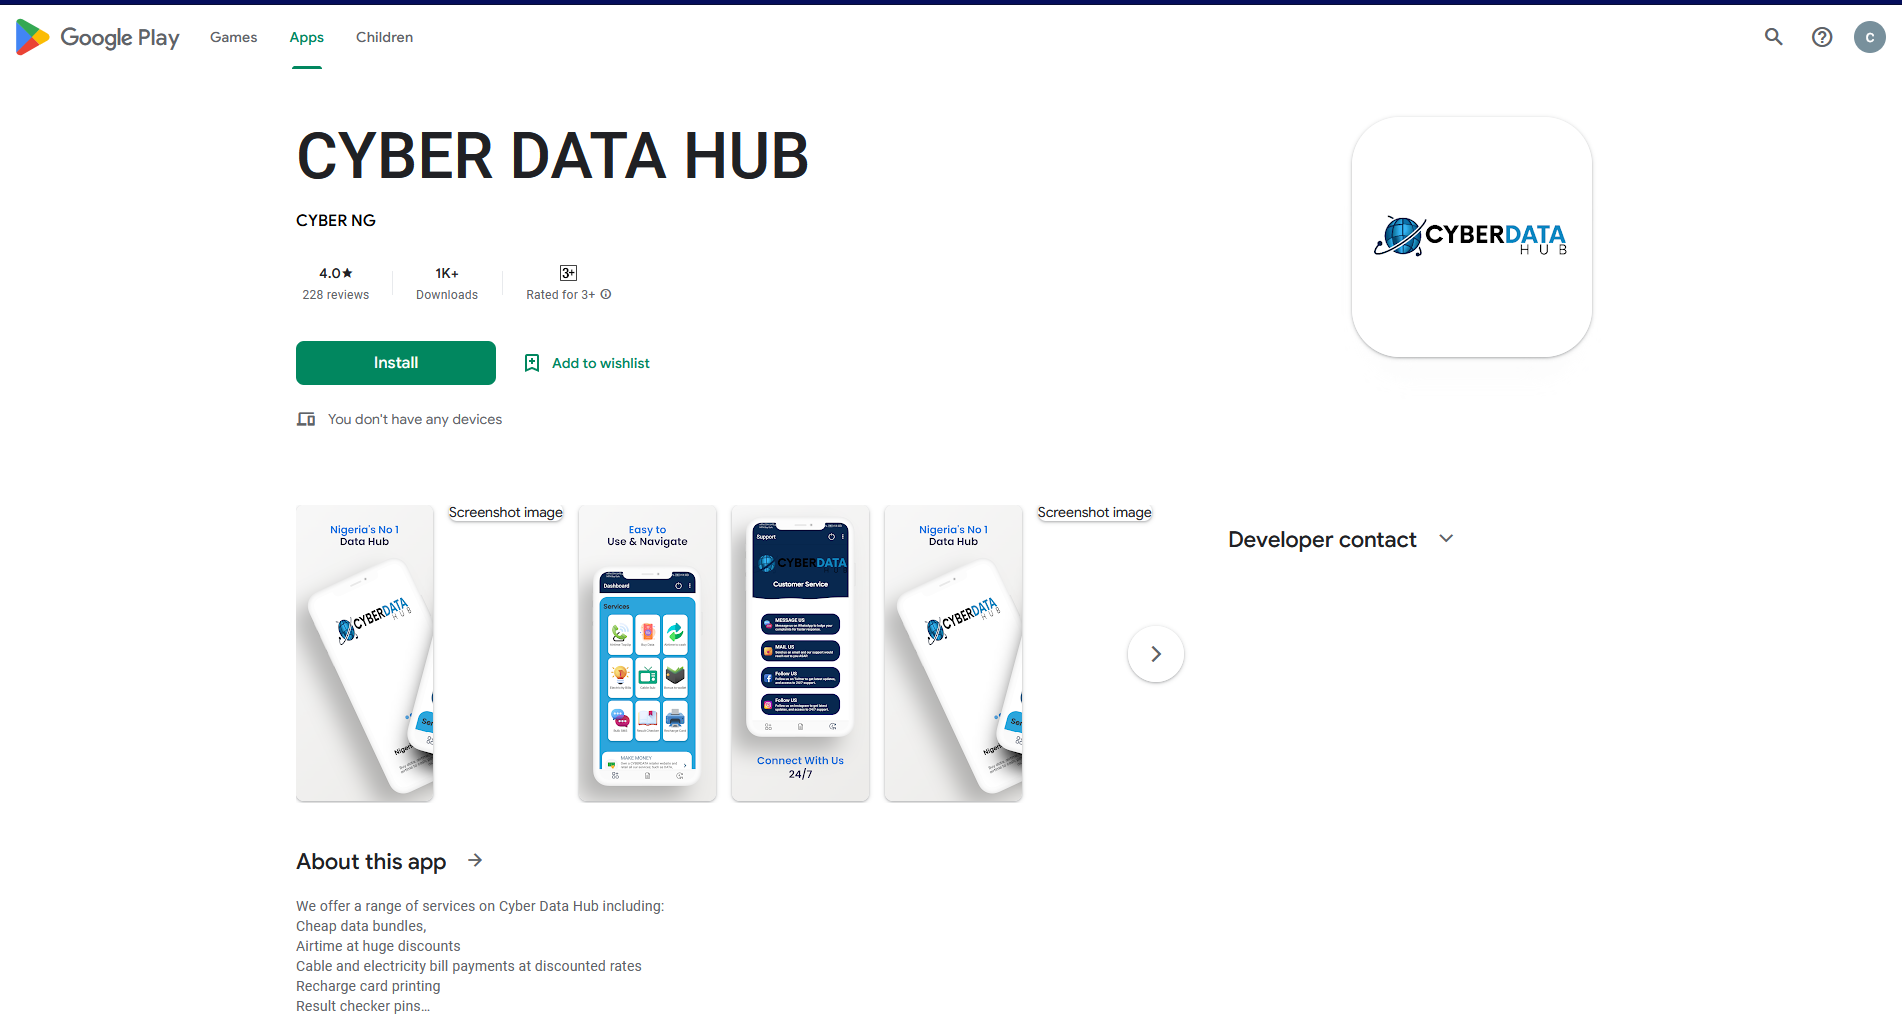 Google Play
Games
Apps
Children
C
CYBER DATA HUB
CYBER NG
4.0★
228 reviews
1K+
Downloads
3+
Rated for 3+
Install
Add to wishlist
You don't have any devices
CYBERDATA
HUB
Nigeria's No 1
Data Hub
CYBERDATA
HUB
Screenshot image
Easy to
Use & Navigate
Dashboard
Services
MAKE MONEY
Support
CYBERDATA
Customer Service
MESSAGE US
MAIL US
Follow US
Follow US
Connect With Us
24/7
Nigeria's No 1
Data Hub
CYBERDATA
HUB
Screenshot image
Developer contact
About this app
We offer a range of services on Cyber Data Hub including:
Cheap data bundles,
Airtime at huge discounts
Cable and electricity bill payments at discounted rates
Recharge card printing
Result checker pins…